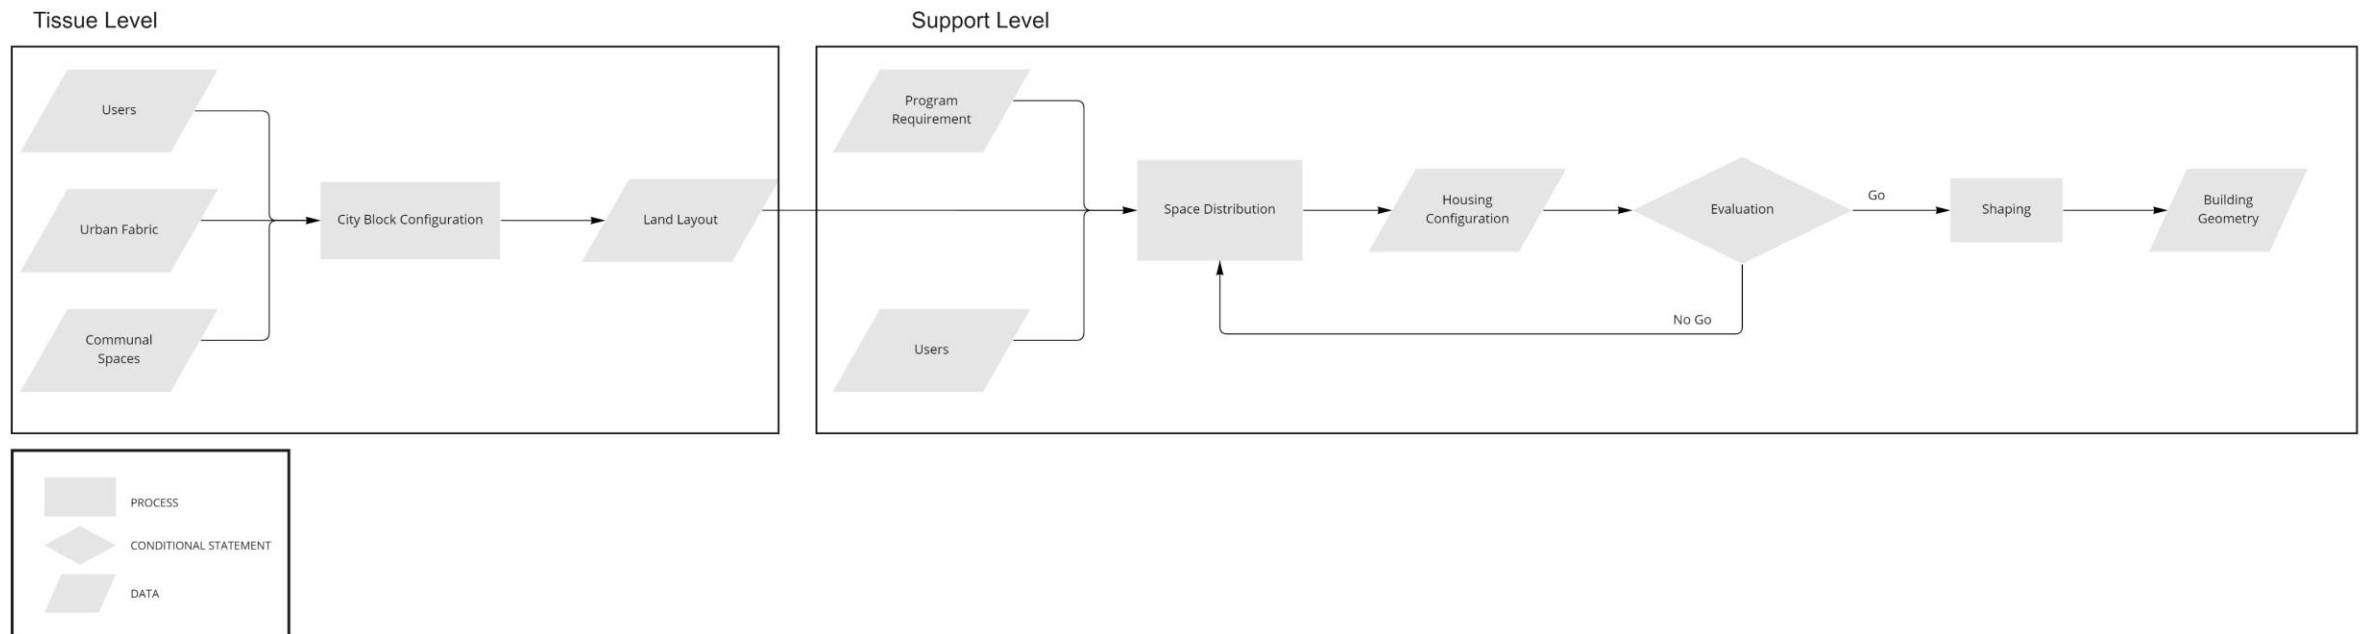 Tissue Level
Support Level
Users
Urban Fabric
Communal
Spaces
City Block Configuration
Land Layout
Program
Requirement
Users
Space Distribution
Housing
Configuration
Evaluation
Go
No Go
Shaping
Building
Geometry
PROCESS
CONDITIONAL STATEMENT
DATA